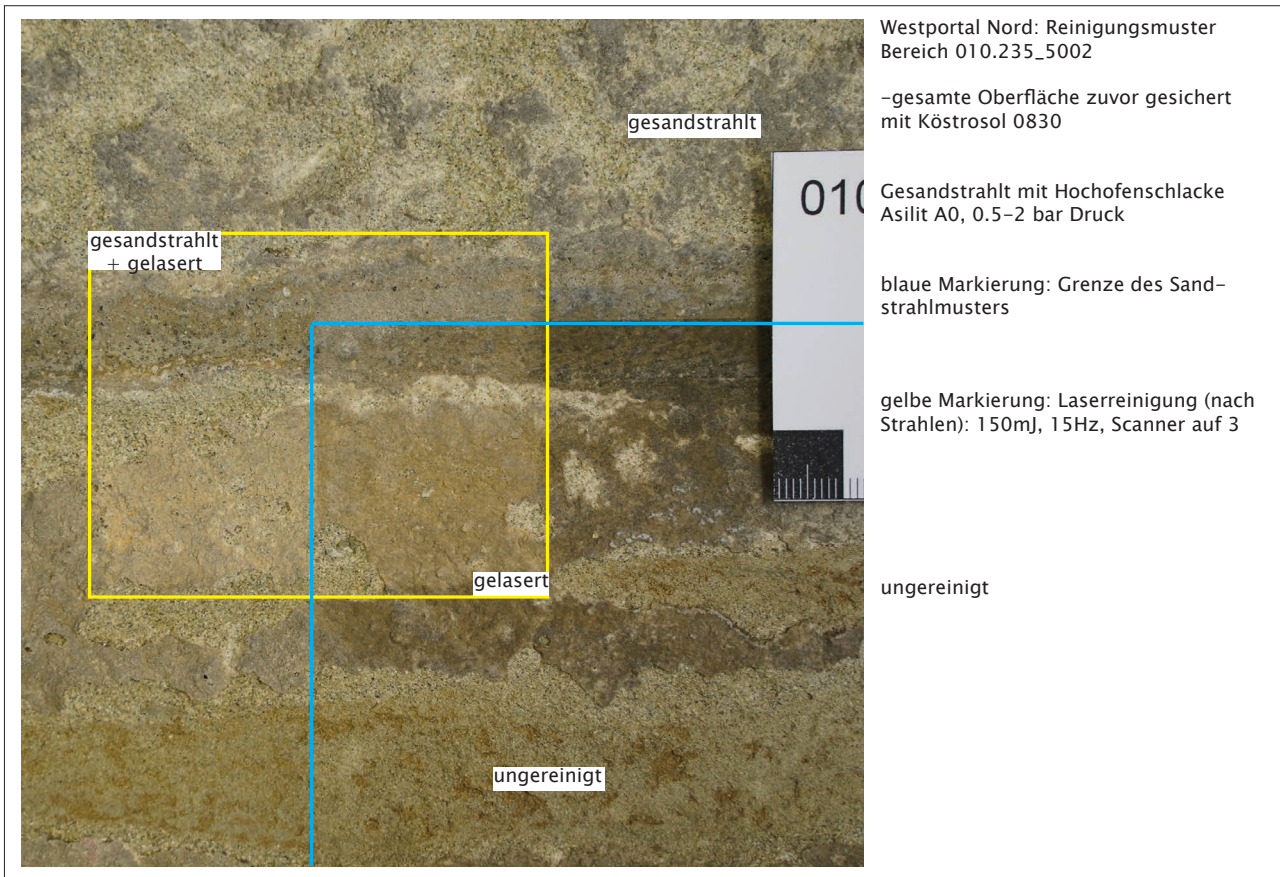 Westportal Nord: Reinigungsmuster
Bereich 010.235_5002
-gesamte Oberfläche zuvor gesichert
mit Köstrosol 0830
Gesandstrahlt mit Hochofenschlacke
Asilit A0, 0.5-2 bar Druck
blaue Markierung: Grenze des Sand-
strahlmusters
gelbe Markierung: Laserreinigung (nach
Strahlen): 150mJ, 15Hz, Scanner auf 3
ungereinigt
gesandstrahlt
010
gesandstrahlt
+ gelasert
gelasert
ungereinigt